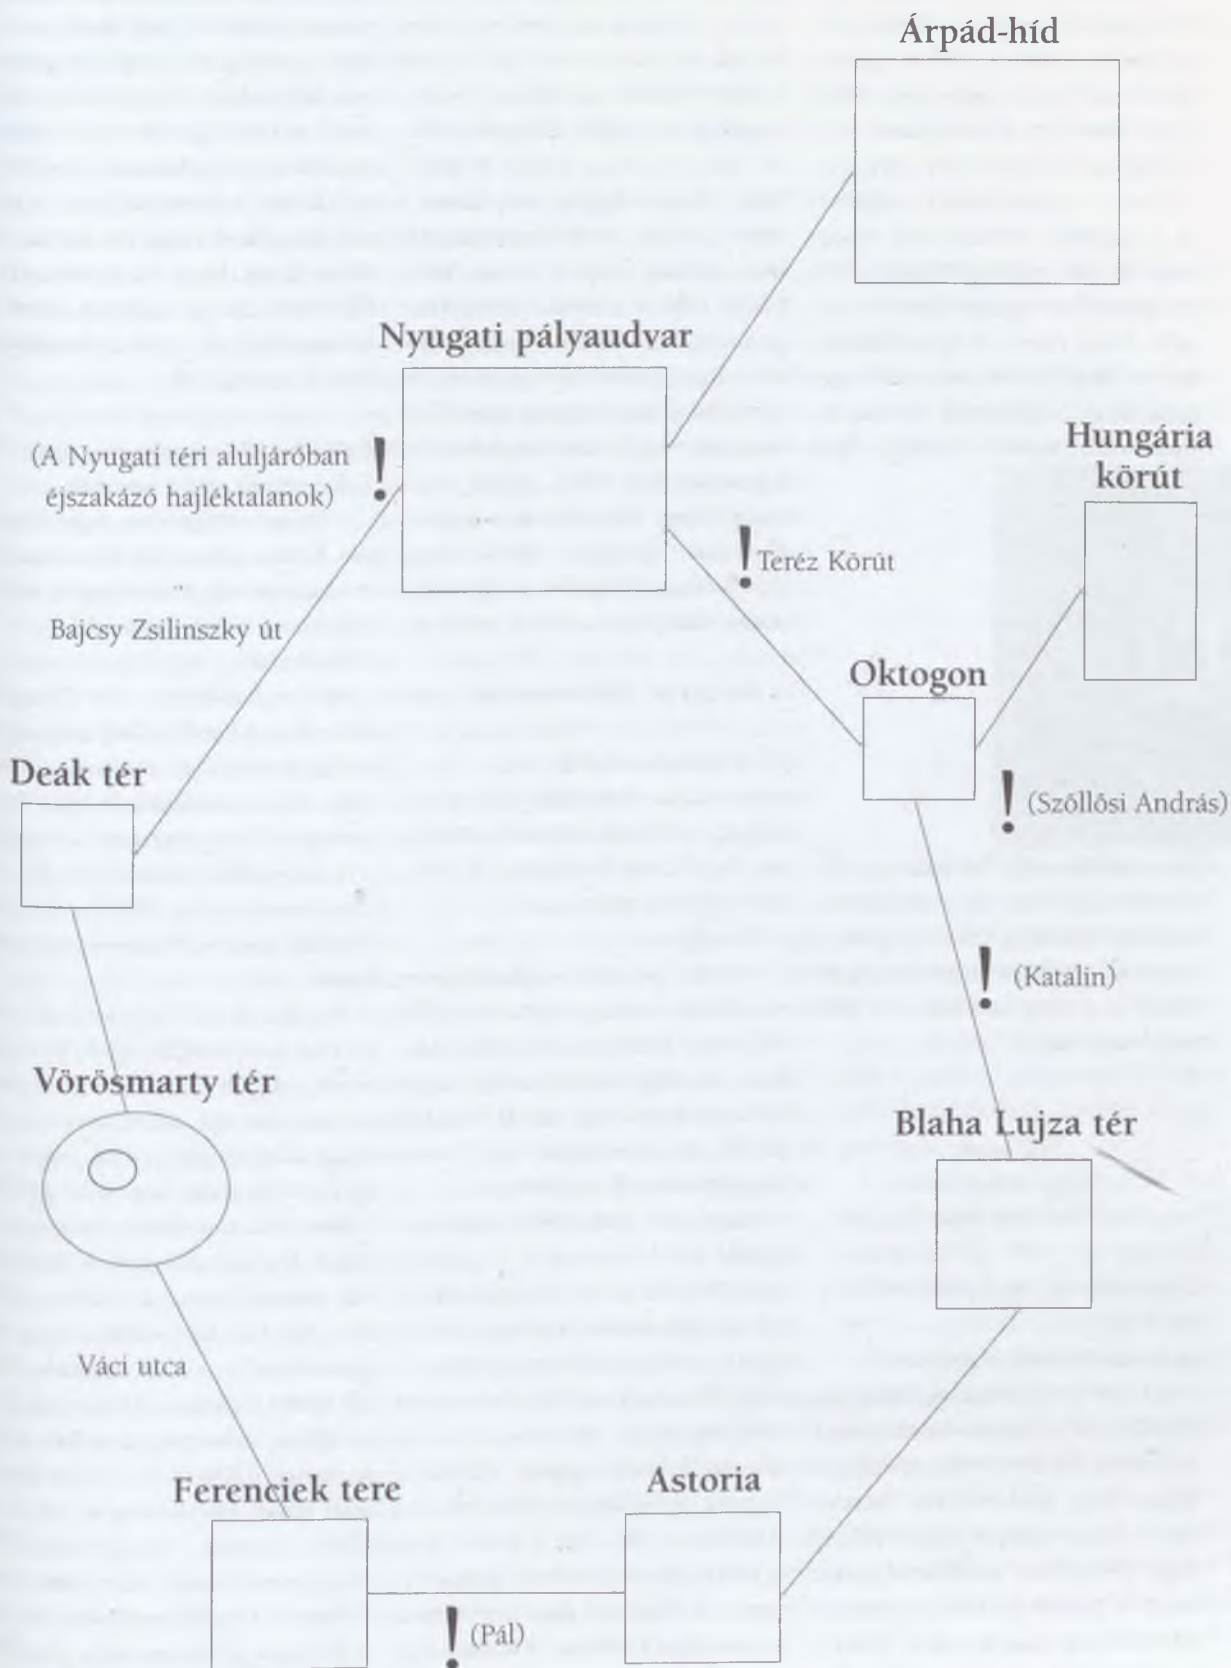 Árpád-híd
Nyugati pályaudvar
Hungária
körút
! (A Nyugati téri aluljáróban
éjszakázó hajléktalanok)
! Teréz Körút
Bajcsy Zsilinszky út
Oktogon
Deák tér
! (Szőllősi András)
! (Katalin)
Vörösmarty tér
Blaha Lujza tér
Váci utca
Ferenciek tere
Astoria
! (Pál)